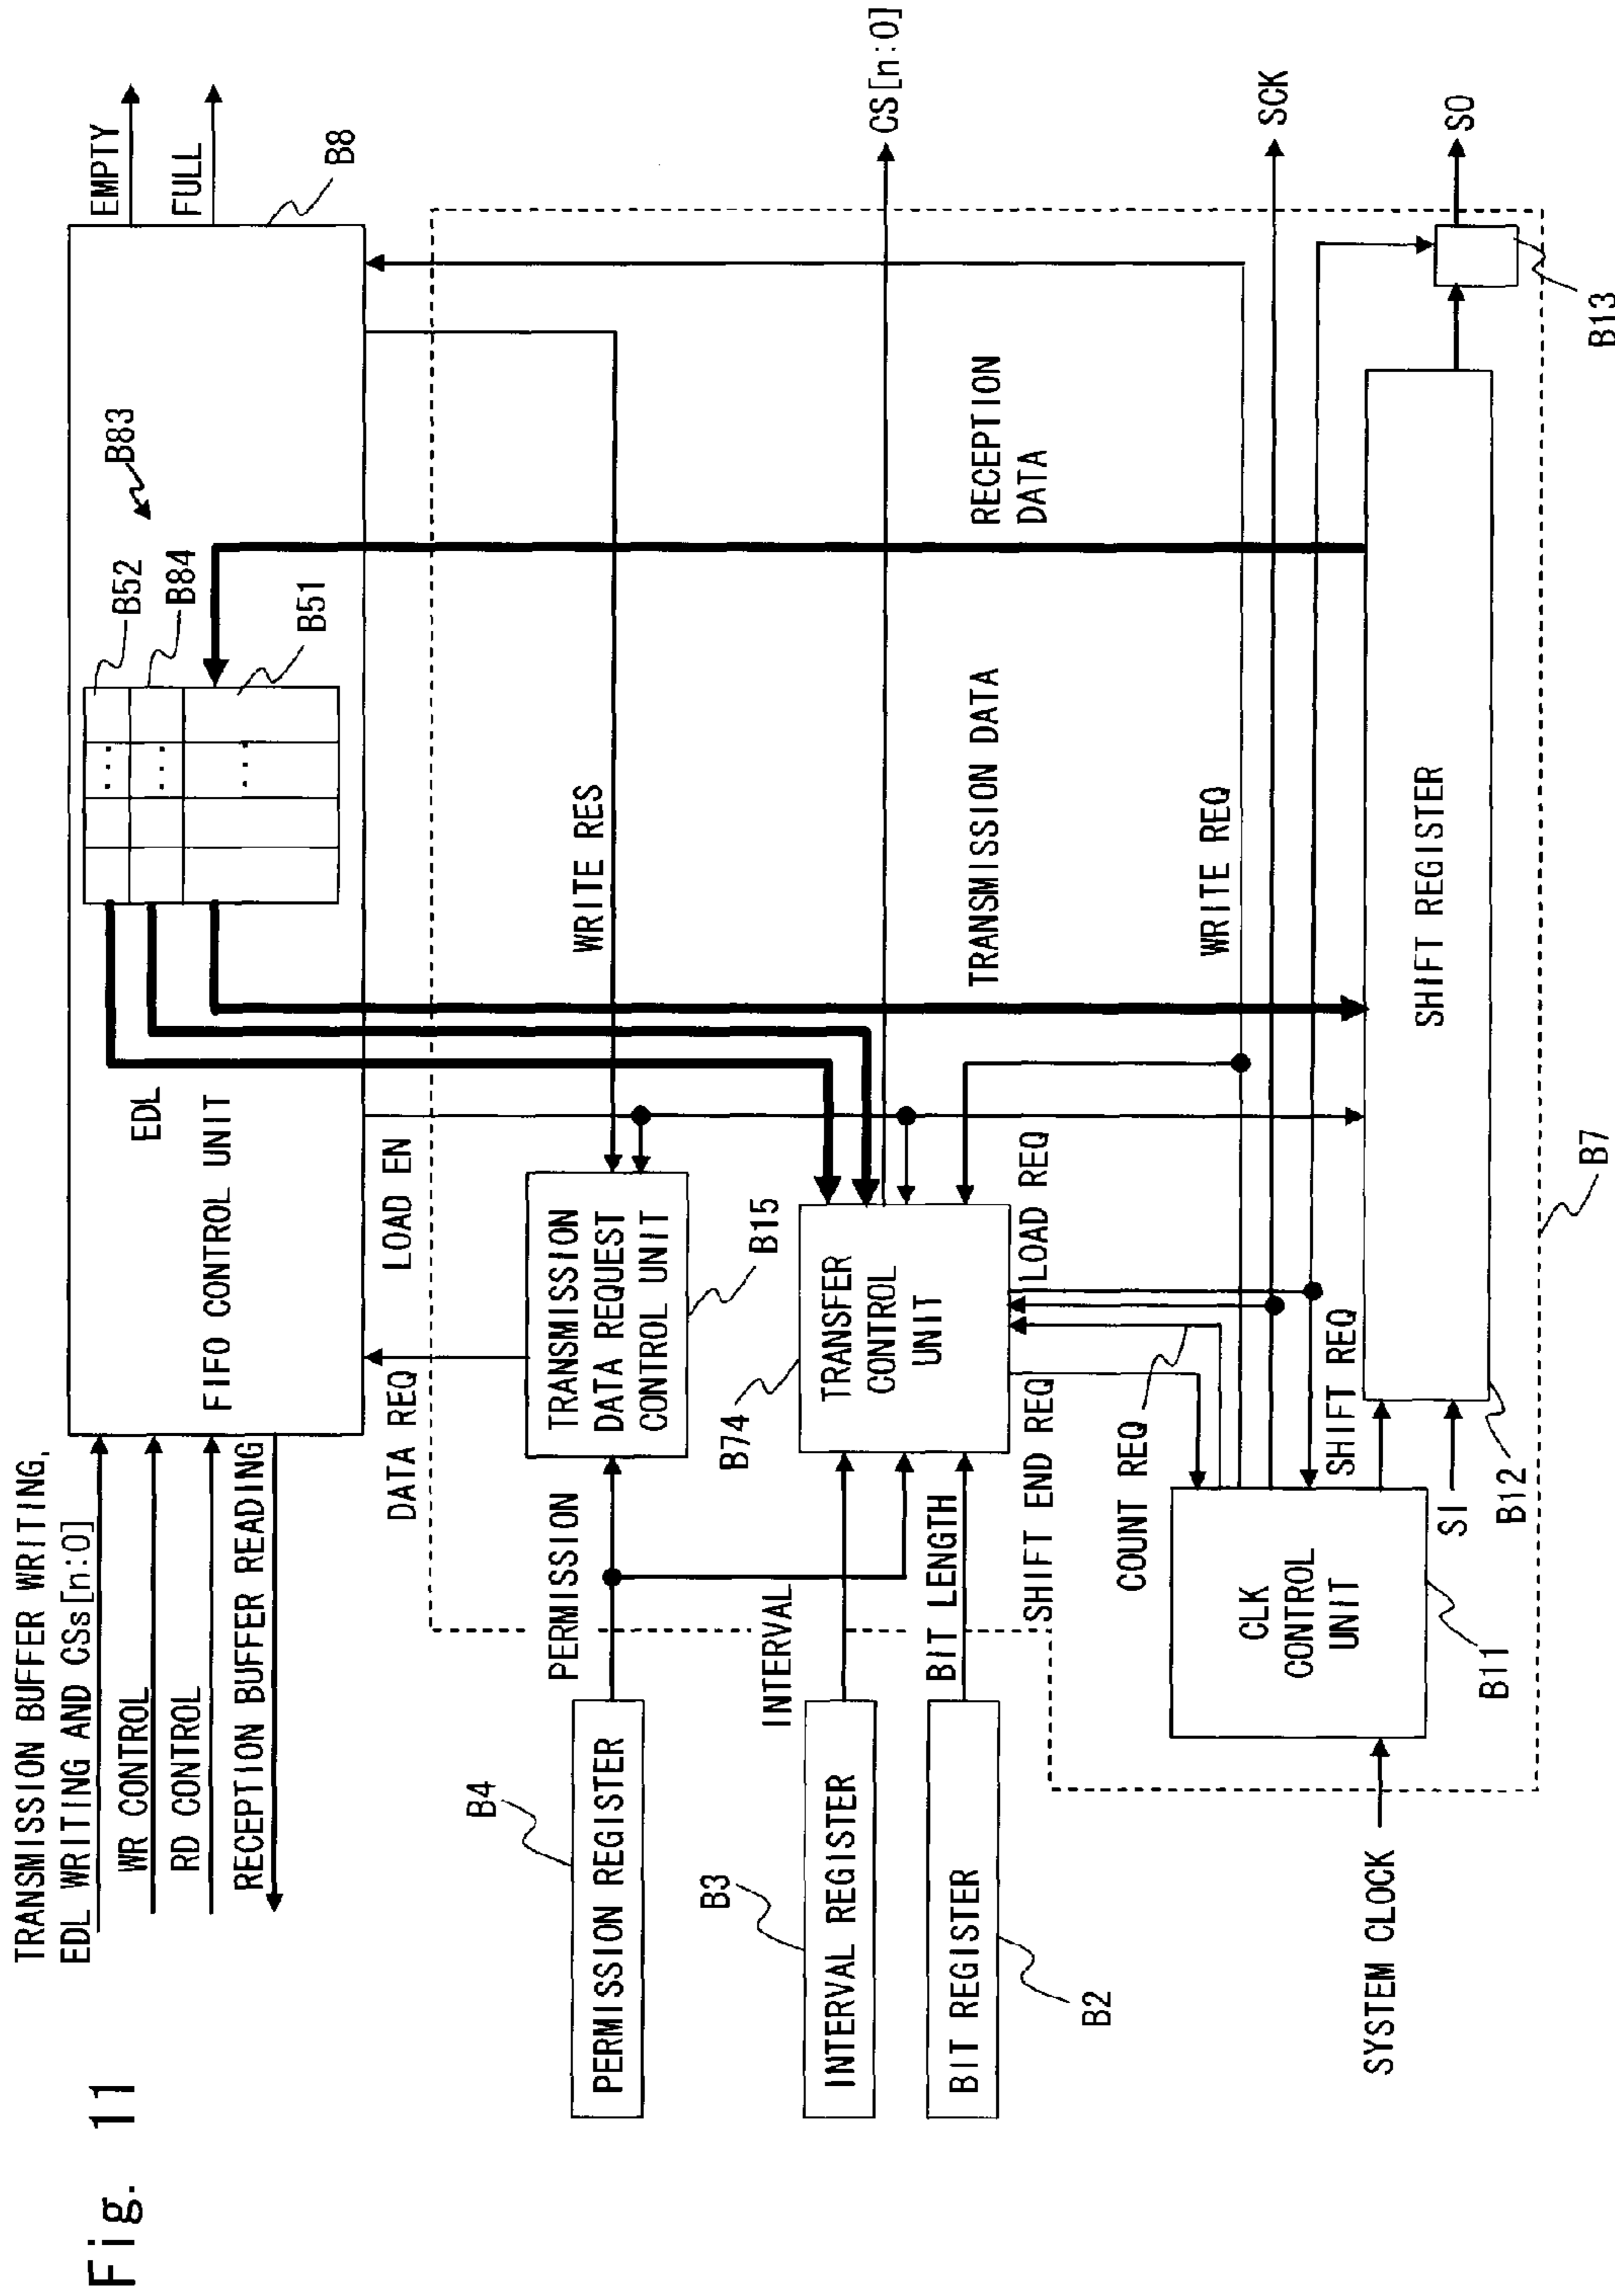 Fig. 11
TRANSMISSION BUFFER WRITING,
EDL WRITING AND CSs[n:0]
WR CONTROL
RD CONTROL
RECEPTION BUFFER READING
EMPTY
FULL
B8
B83
B52
B84
B51
EDL
FIFO CONTROL UNIT
LOAD EN
DATA REQ
WRITE RES
B4
PERMISSION REGISTER
PERMISSION
TRANSMISSION
DATA REQUEST
CONTROL UNIT
B15
B3
INTERVAL REGISTER
INTERVAL
BIT REGISTER
B2
BIT LENGTH
B74
TRANSFER
CONTROL
UNIT
CS[n:0]
RECEPTION
DATA
TRANSMISSION DATA
LOAD REQ
SHIFT END REQ
COUNT REQ
WRITE REQ
SCK
SYSTEM CLOCK
CLK
CONTROL
UNIT
B11
SHIFT REQ
SI
B12
SHIFT REGISTER
SO
B13
B7